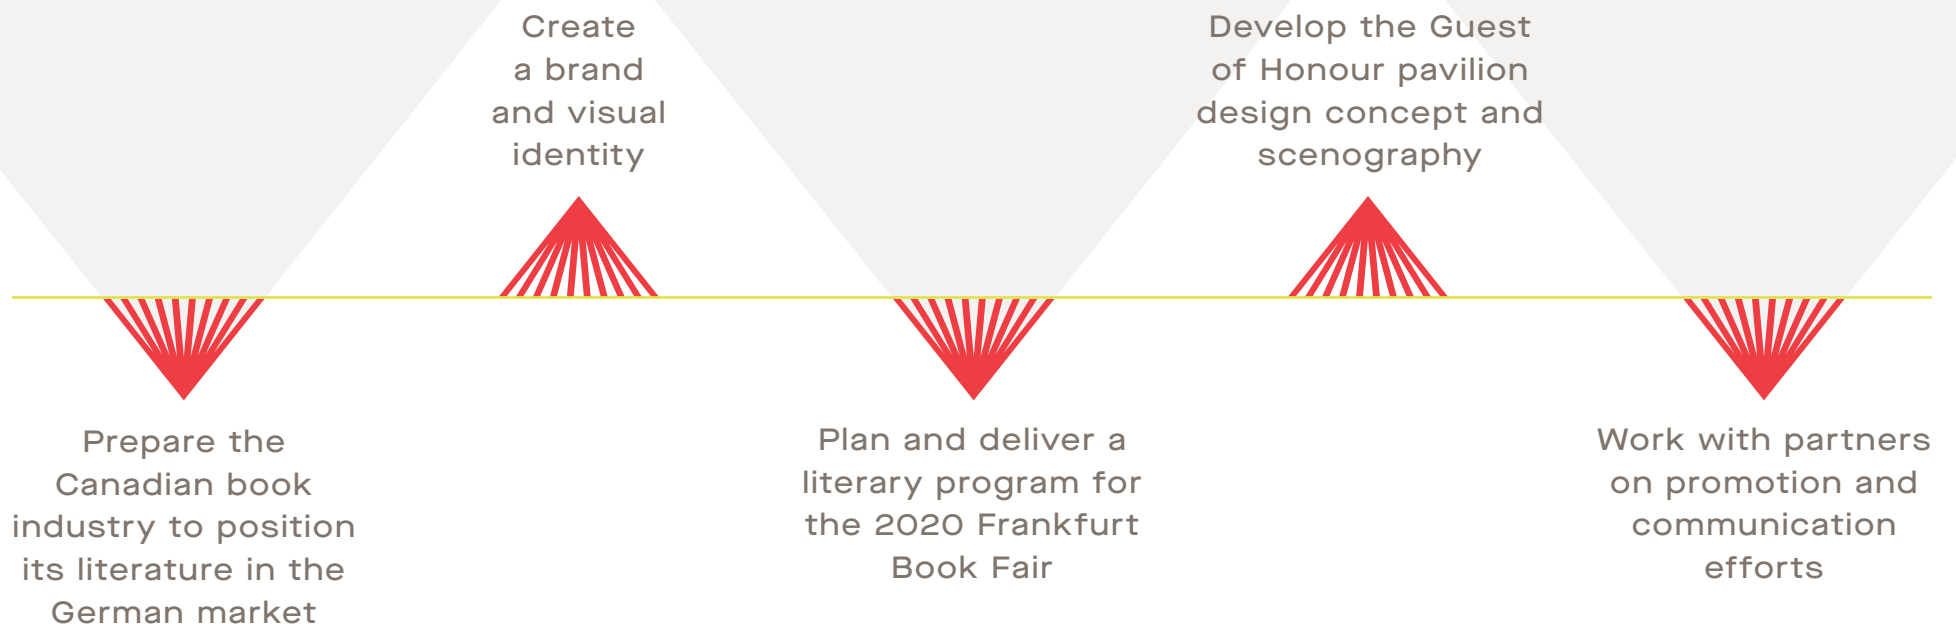 Prepare the
Canadian book
industry to position
its literature in the
German market
Create
a brand
and visual
identity
Plan and deliver a
literary program for
the 2020 Frankfurt
Book Fair
Develop the Guest
of Honour pavilion
design concept and
scenography
Work with partners
on promotion and
communication
efforts